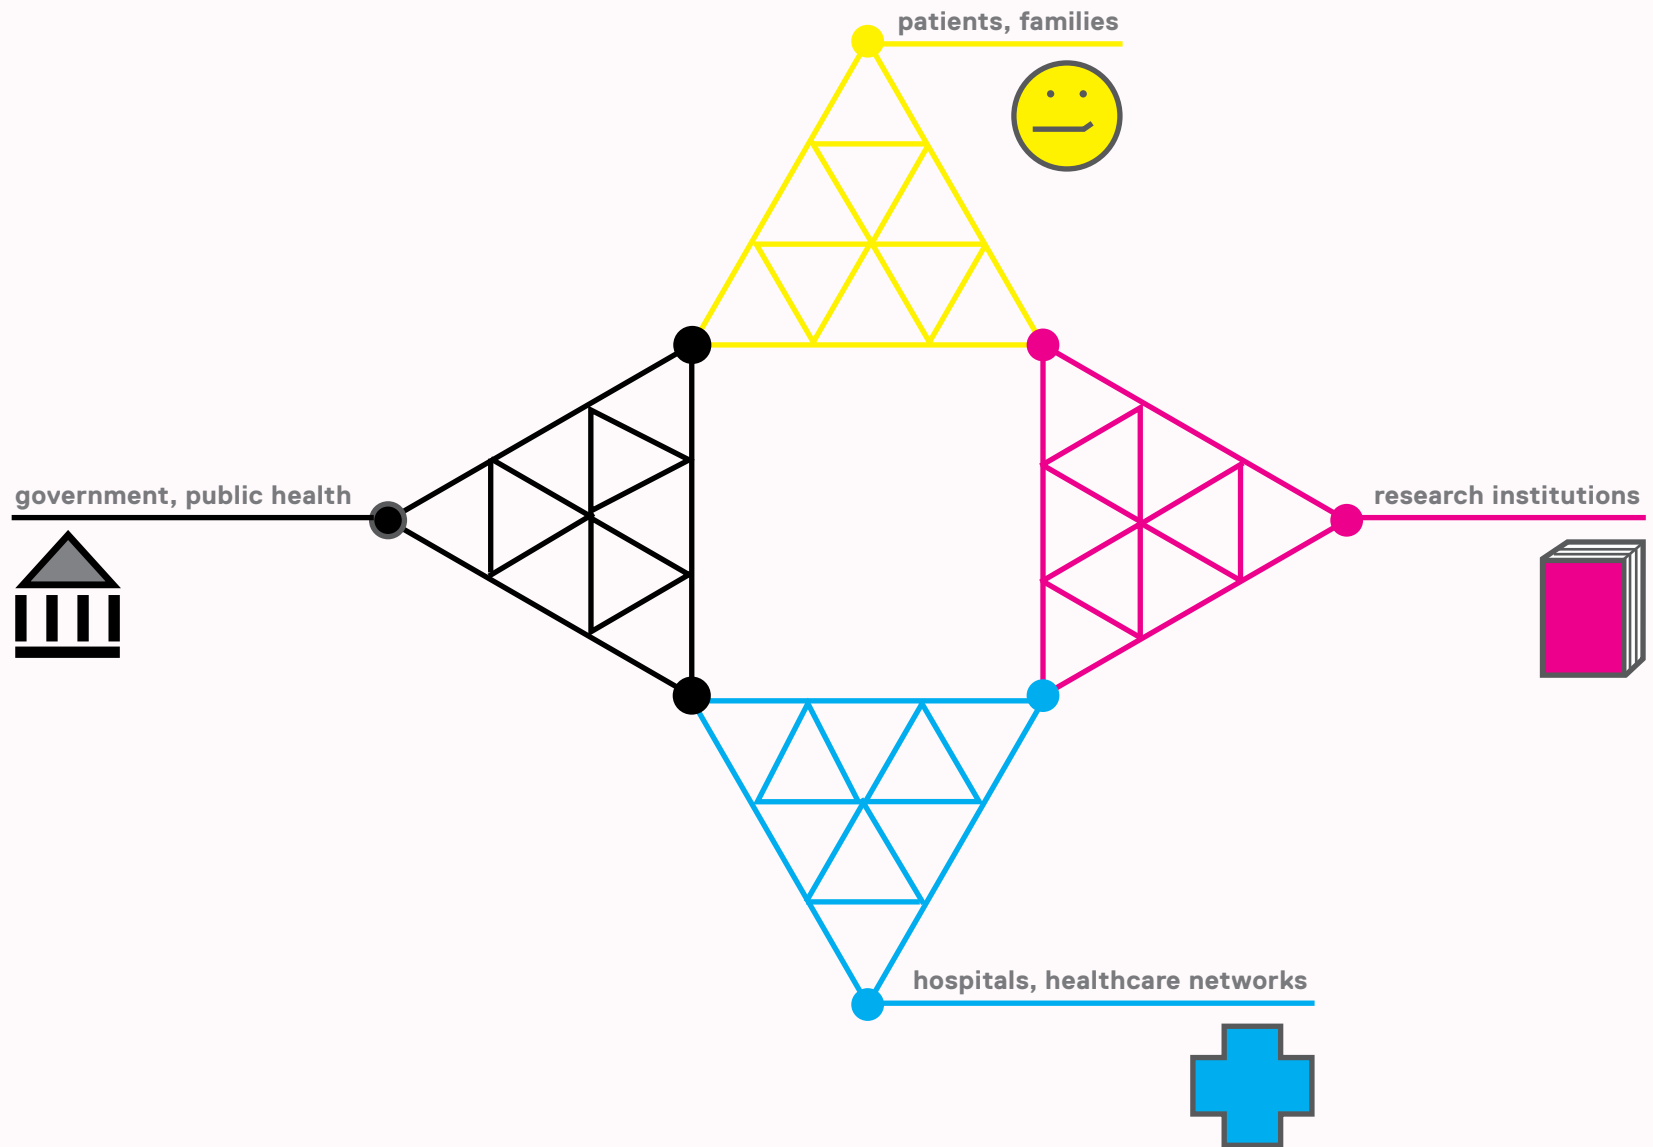 patients, families
government, public health
research institutions
hospitals, healthcare networks